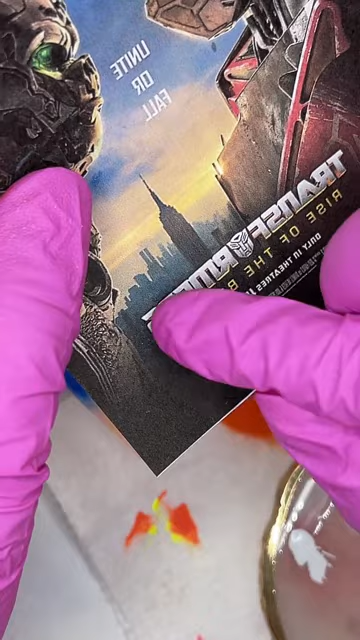 UNITE
OR
FALL
TRANSFORMERS
RISE OF THE B
ONLY IN THEATRES